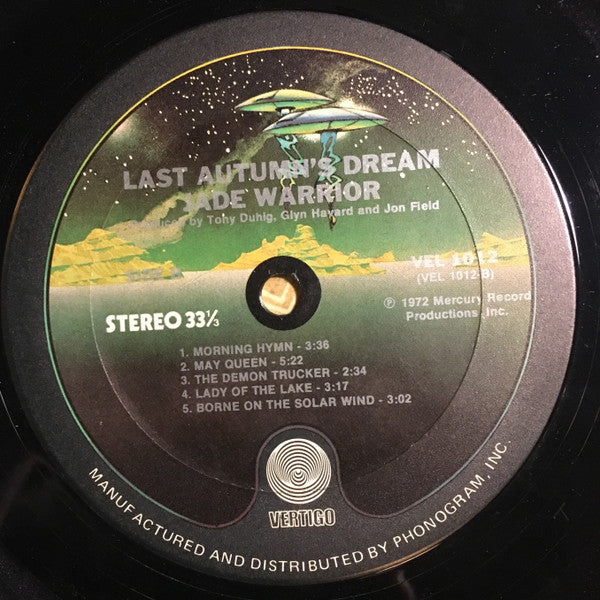 LAST AUTUMN'S DREAM
JADE WARRIOR
by Tony Duhig, Glyn Havard and Jon Field
VEL 1012
(VEL 1012-B)
STEREO 33⅓
℗ 1972 Mercury Record
Productions, Inc.
1. MORNING HYMN - 3:36
2. MAY QUEEN - 5:22
3. THE DEMON TRUCKER - 2:34
4. LADY OF THE LAKE - 3:17
5. BORNE ON THE SOLAR WIND - 3:02
VERTIGO
MANUFACTURED AND DISTRIBUTED BY PHONOGRAM, INC.